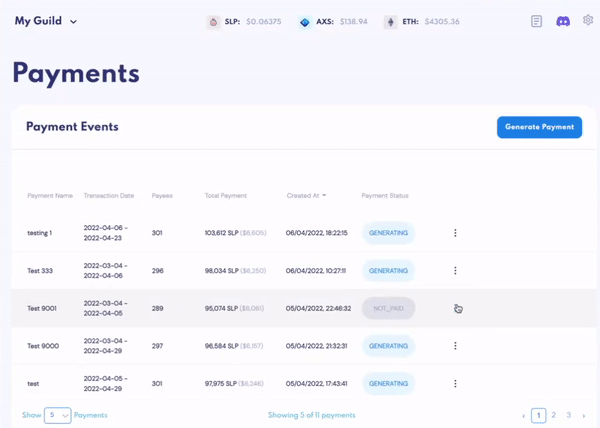 My Guild SLP: $0.06375 AXS: $138.94 ETH: $4305.36
Payments
Payment Events Generate Payment
Payment Name Transaction Date Payees Total Payment Created At Payment Status
testing 1 2022-04-06 - 2022-04-23 301 103,612 SLP ($6,605) 06/04/2022, 18:22:15 GENERATING
Test 333 2022-03-04 - 2022-04-06 296 98,034 SLP ($6,250) 06/04/2022, 10:27:11 GENERATING
Test 9001 2022-03-04 - 2022-04-05 289 95,074 SLP ($6,061) 05/04/2022, 22:46:32 NOT_PAID
Test 9000 2022-03-04 - 2022-04-29 297 96,584 SLP ($6,157) 05/04/2022, 21:32:31 GENERATING
test 2022-04-05 - 2022-04-29 301 97,975 SLP ($6,246) 05/04/2022, 17:43:41 GENERATING
Show 5 Payments Showing 5 of 11 payments ‹ 1 2 3 ›